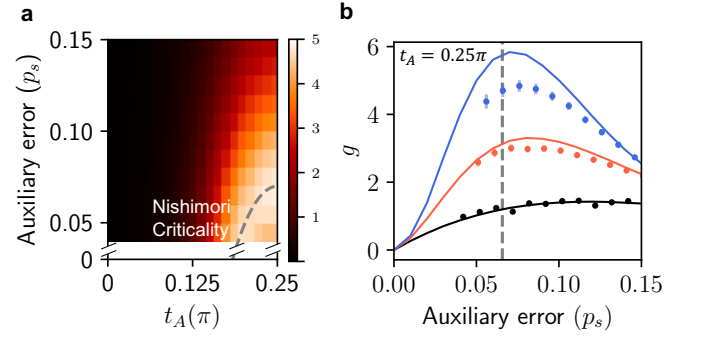 a
Auxiliary error (pₛ)
0.15
0.10
0.05
0
Nishimori
Criticality
0
0.125
0.25
t_A(π)
5
4
3
2
1
b
t_A = 0.25π
g
6
4
2
0
0.00
0.05
0.10
0.15
Auxiliary error (pₛ)